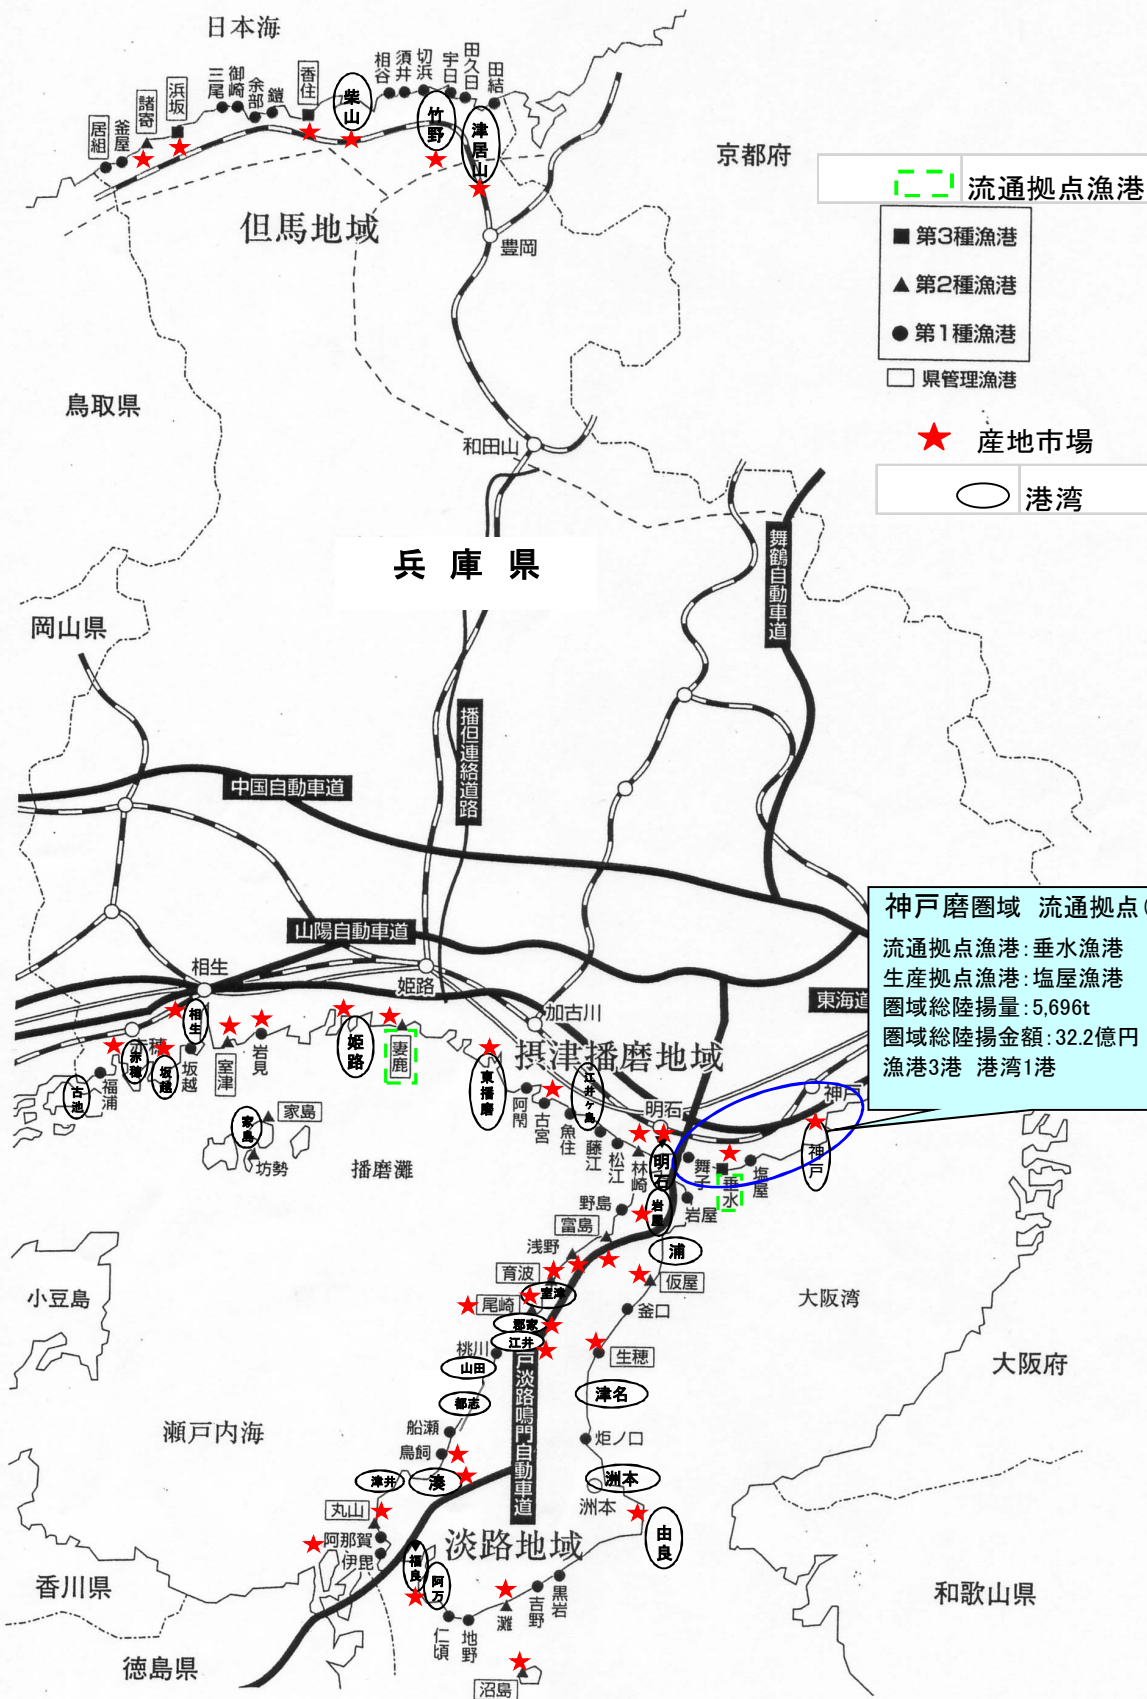 日本海
居組
釜屋
諸寄
浜坂
三尾
御崎
余部
鎧
香住
柴山
相谷
須井
切浜
竹野
宇日
田久日
津居山
田結
京都府
流通拠点漁港
第3種漁港
第2種漁港
第1種漁港
県管理漁港
産地市場
港湾
但馬地域
豊岡
鳥取県
和田山
兵 庫 県
舞鶴自動車道
岡山県
播但連絡道路
中国自動車道
山陽自動車道
東海道
神戸磨圏域 流通拠点(
流通拠点漁港:垂水漁港
生産拠点漁港:塩屋漁港
圏域総陸揚量:5,696t
圏域総陸揚金額:32.2億円
漁港3港 港湾1港
相生
姫路
加古川
摂津播磨地域
明石
神戸
古池
福浦
赤穂
赤穂
坂越
坂越
相生
室津
岩見
姫路
妻鹿
東播磨
阿閇
古宮
魚住
江井ヶ島
藤江
松江
林崎
明石
舞子
垂水
塩屋
神戸
家島
家島
坊勢
播磨灘
野島
岩屋
岩屋
富島
浅野
浦
育波
室津
仮屋
尾崎
郡家
江井
釜口
小豆島
大阪湾
桃川
山田
生穂
大阪府
都志
津名
戸淡路鳴門自動車道
瀬戸内海
船瀬
鳥飼
炬ノ口
津井
湊
洲本
洲本
丸山
由良
阿那賀
伊毘
淡路地域
福良
阿万
香川県
仁頃
地野
灘
吉野
黒岩
和歌山県
徳島県
沼島